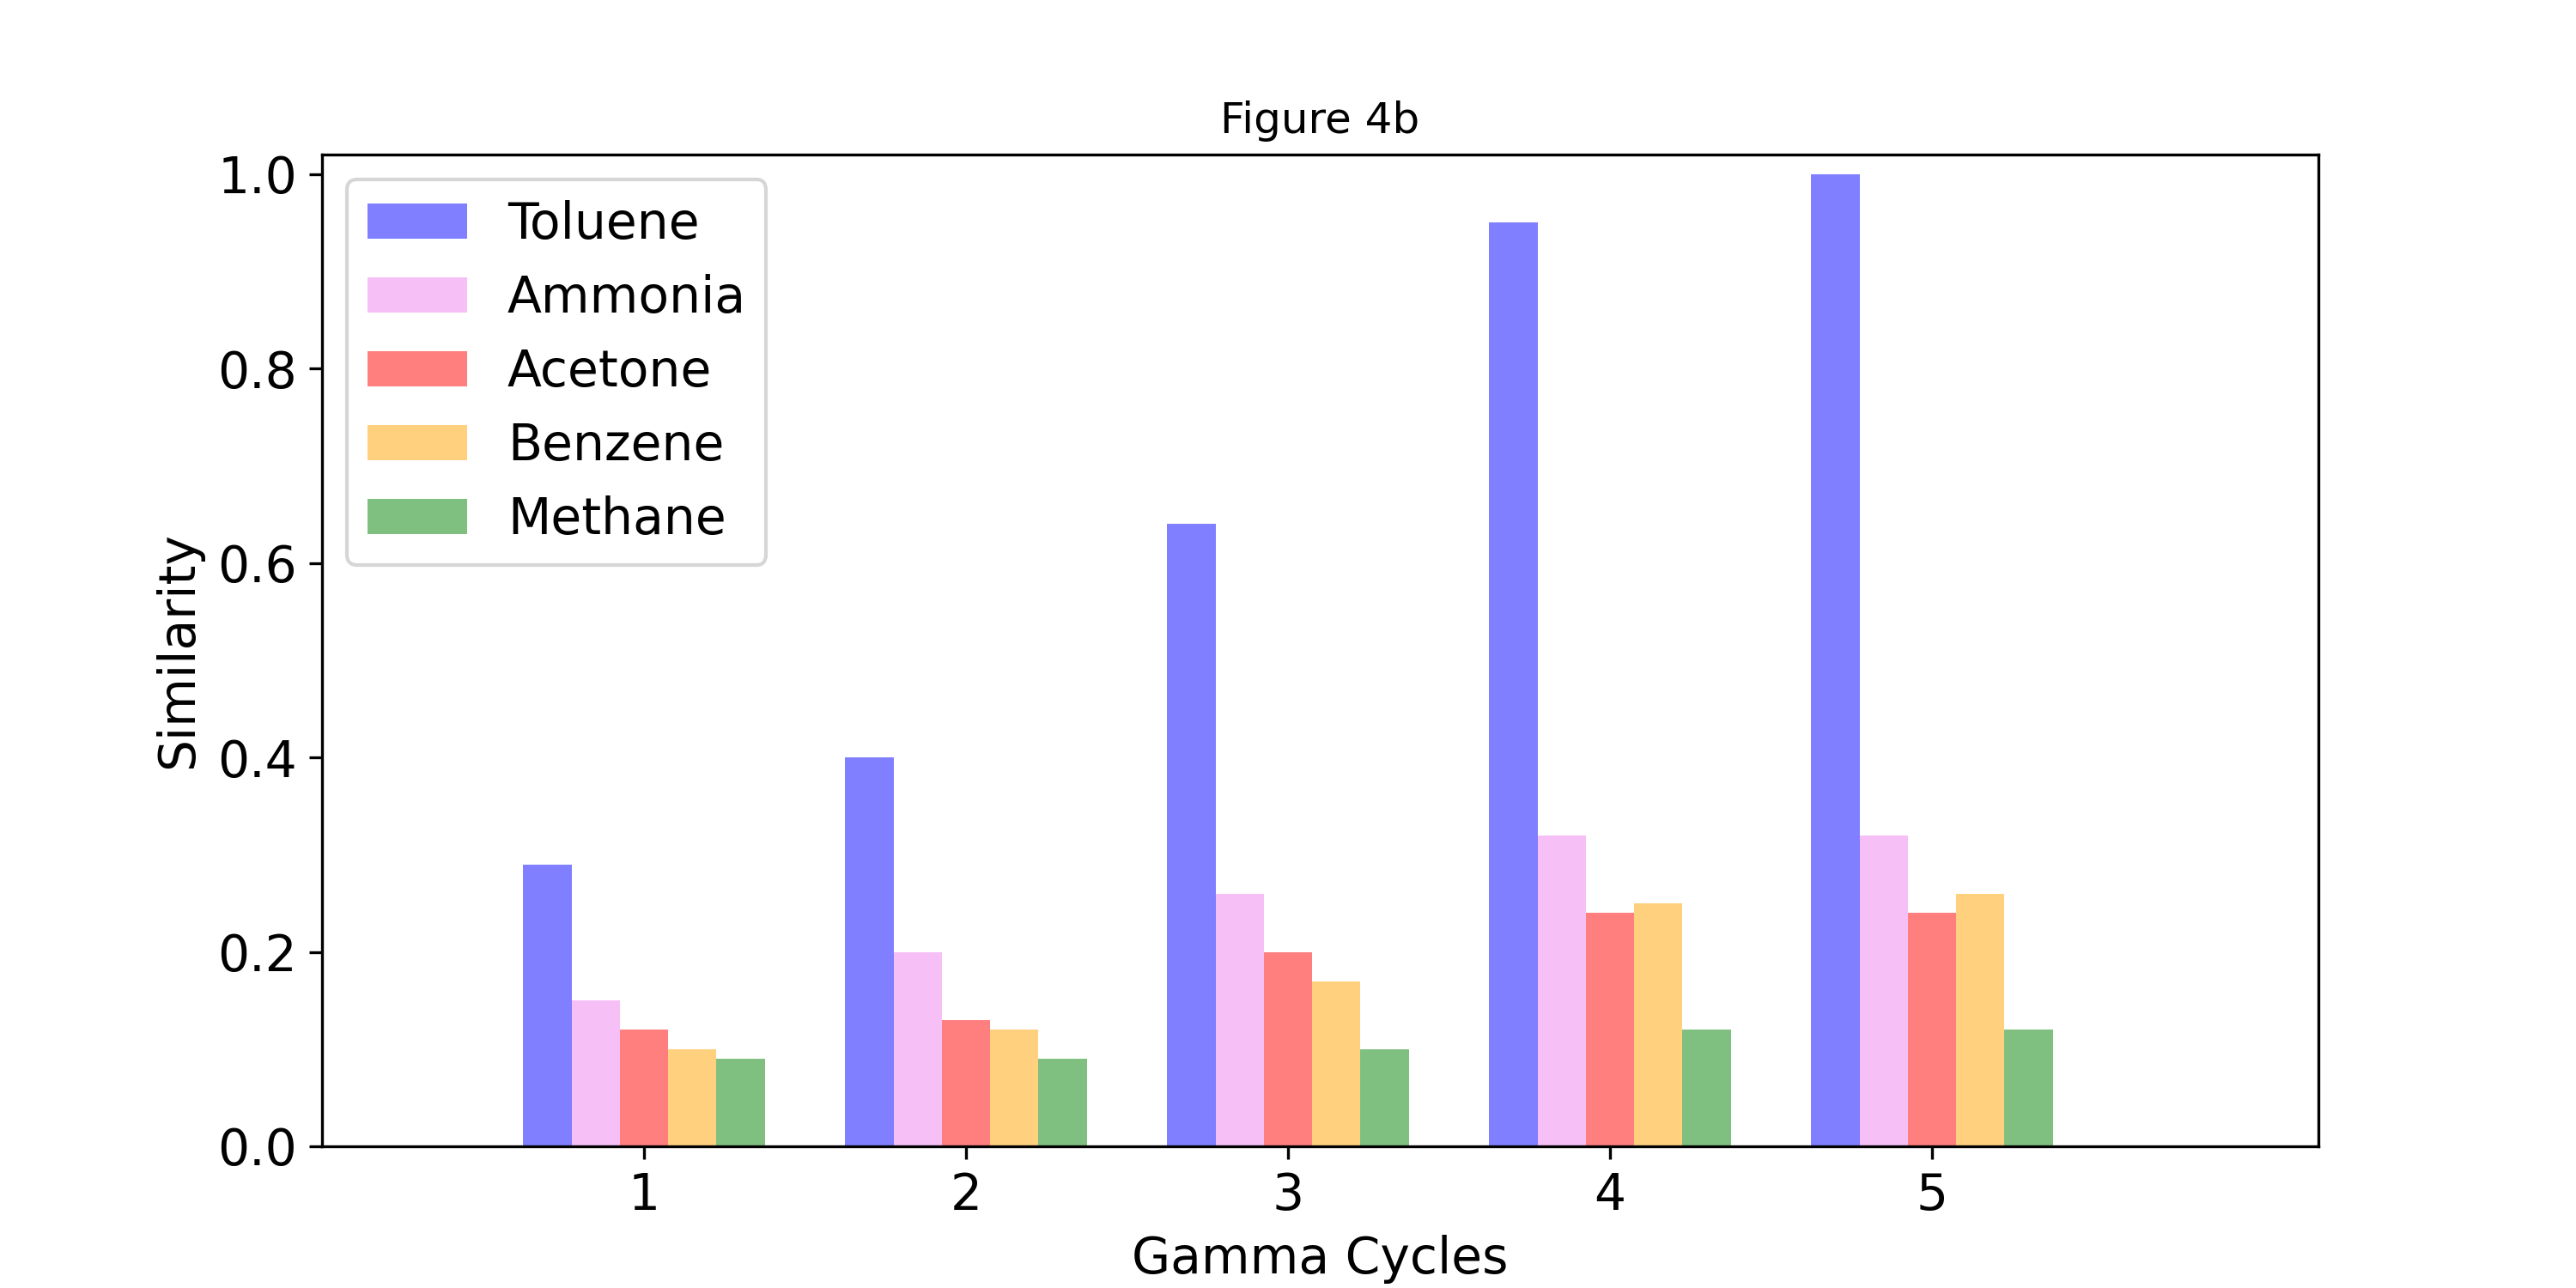 Figure 4b
1.0
0.8
0.6
0.4
0.2
0.0
Similarity
Toluene
Ammonia
Acetone
Benzene
Methane
1 2 3 4 5
Gamma Cycles